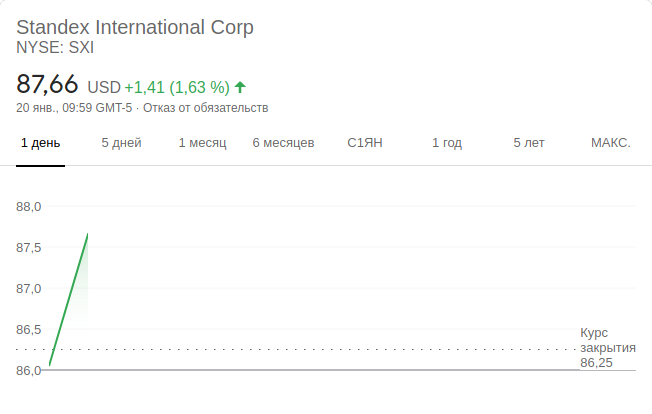 Standex International Corp
NYSE: SXI
87,66 USD +1,41 (1,63 %)
20 янв., 09:59 GMT-5 · Отказ от обязательств
1 день 5 дней 1 месяц 6 месяцев С1ЯН 1 год 5 лет МАКС.
88,0
87,5
87,0
86,5
Курс
закрытия
86,25
86,0